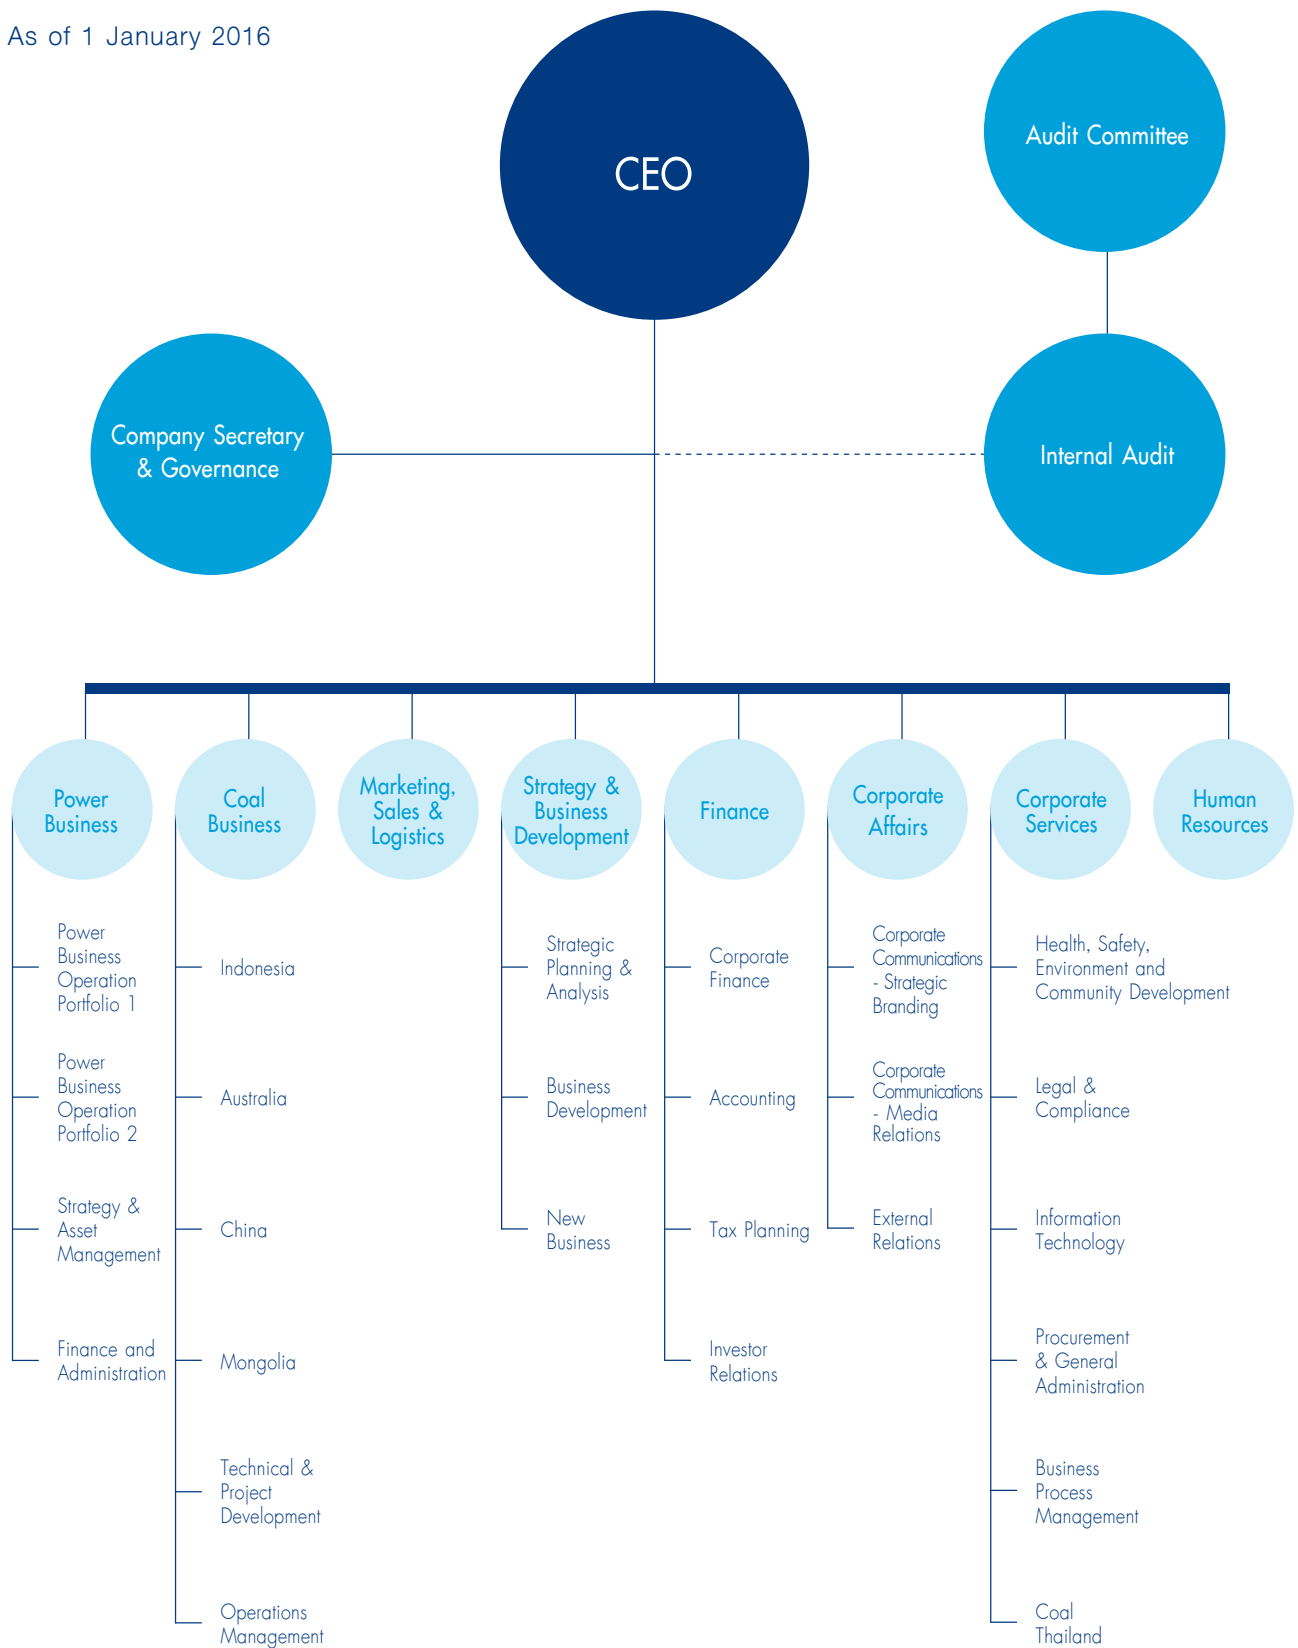 As of 1 January 2016
CEO
Audit Committee
Company Secretary
& Governance
Internal Audit
Power
Business
Coal
Business
Marketing,
Sales &
Logistics
Strategy &
Business
Development
Finance
Corporate
Affairs
Corporate
Services
Human
Resources
Power
Business
Operation
Portfolio 1
Power
Business
Operation
Portfolio 2
Strategy &
Asset
Management
Finance and
Administration
Indonesia
Australia
China
Mongolia
Technical &
Project
Development
Operations
Management
Strategic
Planning &
Analysis
Business
Development
New
Business
Corporate
Finance
Accounting
Tax Planning
Investor
Relations
Corporate
Communications
- Strategic
Branding
Corporate
Communications
- Media
Relations
External
Relations
Health, Safety,
Environment and
Community Development
Legal &
Compliance
Information
Technology
Procurement
& General
Administration
Business
Process
Management
Coal
Thailand